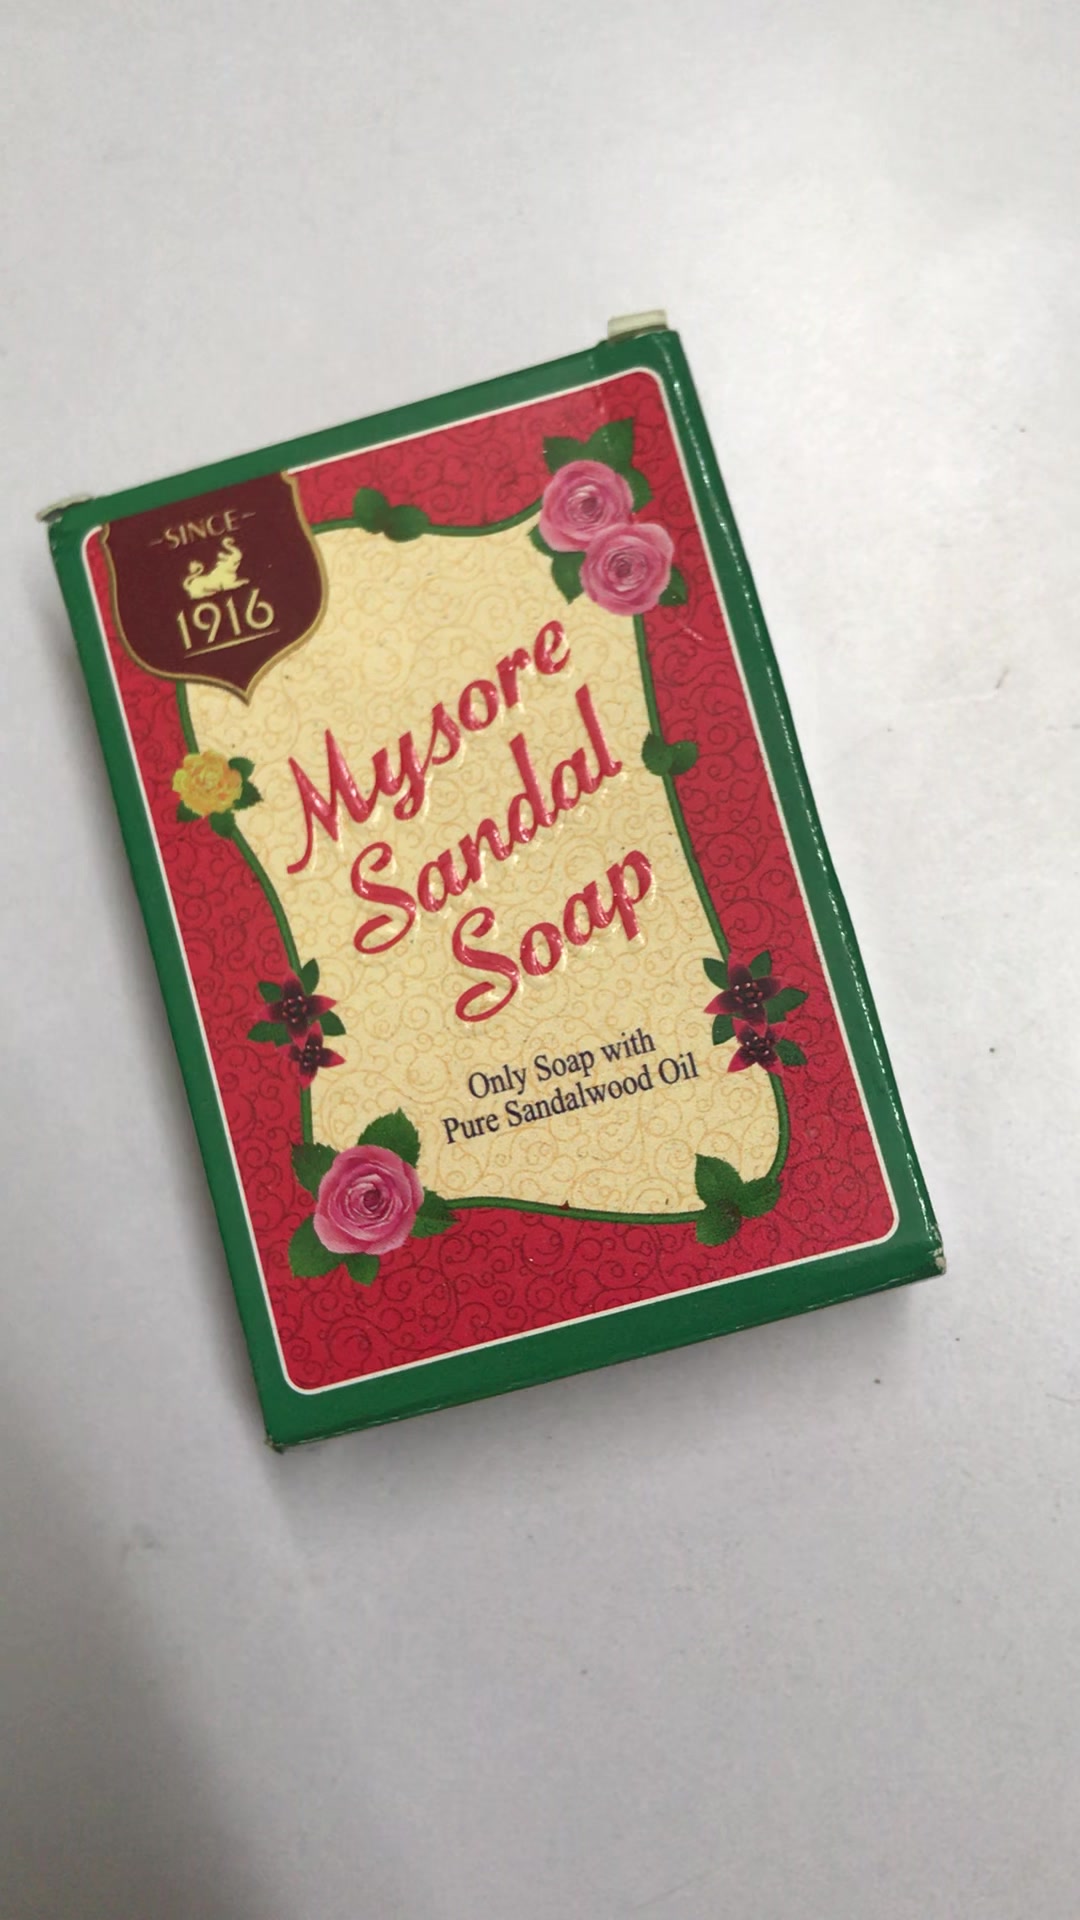 -SINCE-
1916
Mysore
Sandal
Soap
Only Soap with
Pure Sandalwood Oil